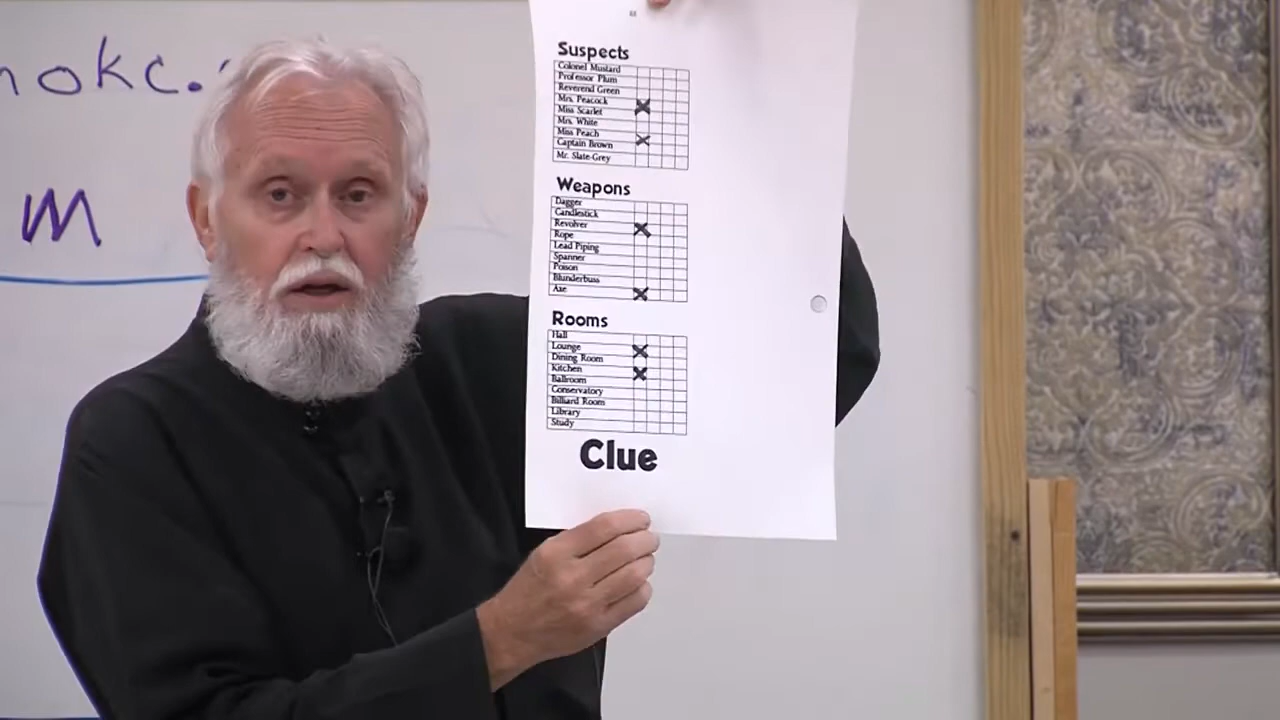 nokc.
m
Suspects
Colonel Mustard
Professor Plum
Reverend Green
Mrs. Peacock
Miss Scarlet
Mrs. White
Miss Peach
Captain Brown
Mr. Slate-Grey
Weapons
Dagger
Candlestick
Revolver
Rope
Lead Piping
Spanner
Poison
Blunderbuss
Axe
Rooms
Hall
Lounge
Dining Room
Kitchen
Ballroom
Conservatory
Billiard Room
Library
Study
Clue